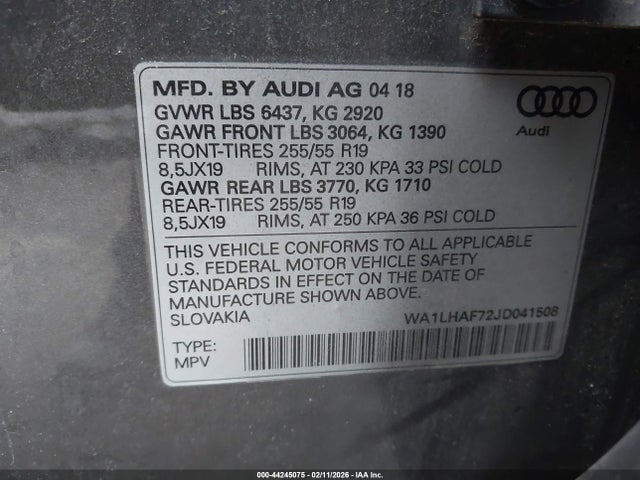 MFD. BY AUDI AG 04 18
GVWR LBS 6437, KG 2920
GAWR FRONT LBS 3064, KG 1390
FRONT-TIRES 255/55 R19
8,5JX19 RIMS, AT 230 KPA 33 PSI COLD
GAWR REAR LBS 3770, KG 1710
REAR-TIRES 255/55 R19
8,5JX19 RIMS, AT 250 KPA 36 PSI COLD
Audi
THIS VEHICLE CONFORMS TO ALL APPLICABLE
U.S. FEDERAL MOTOR VEHICLE SAFETY
STANDARDS IN EFFECT ON THE DATE OF
MANUFACTURE SHOWN ABOVE.
SLOVAKIA WA1LHAF72JD041508
TYPE:
MPV
000-44245075 - 02/11/2026 - IAA Inc.